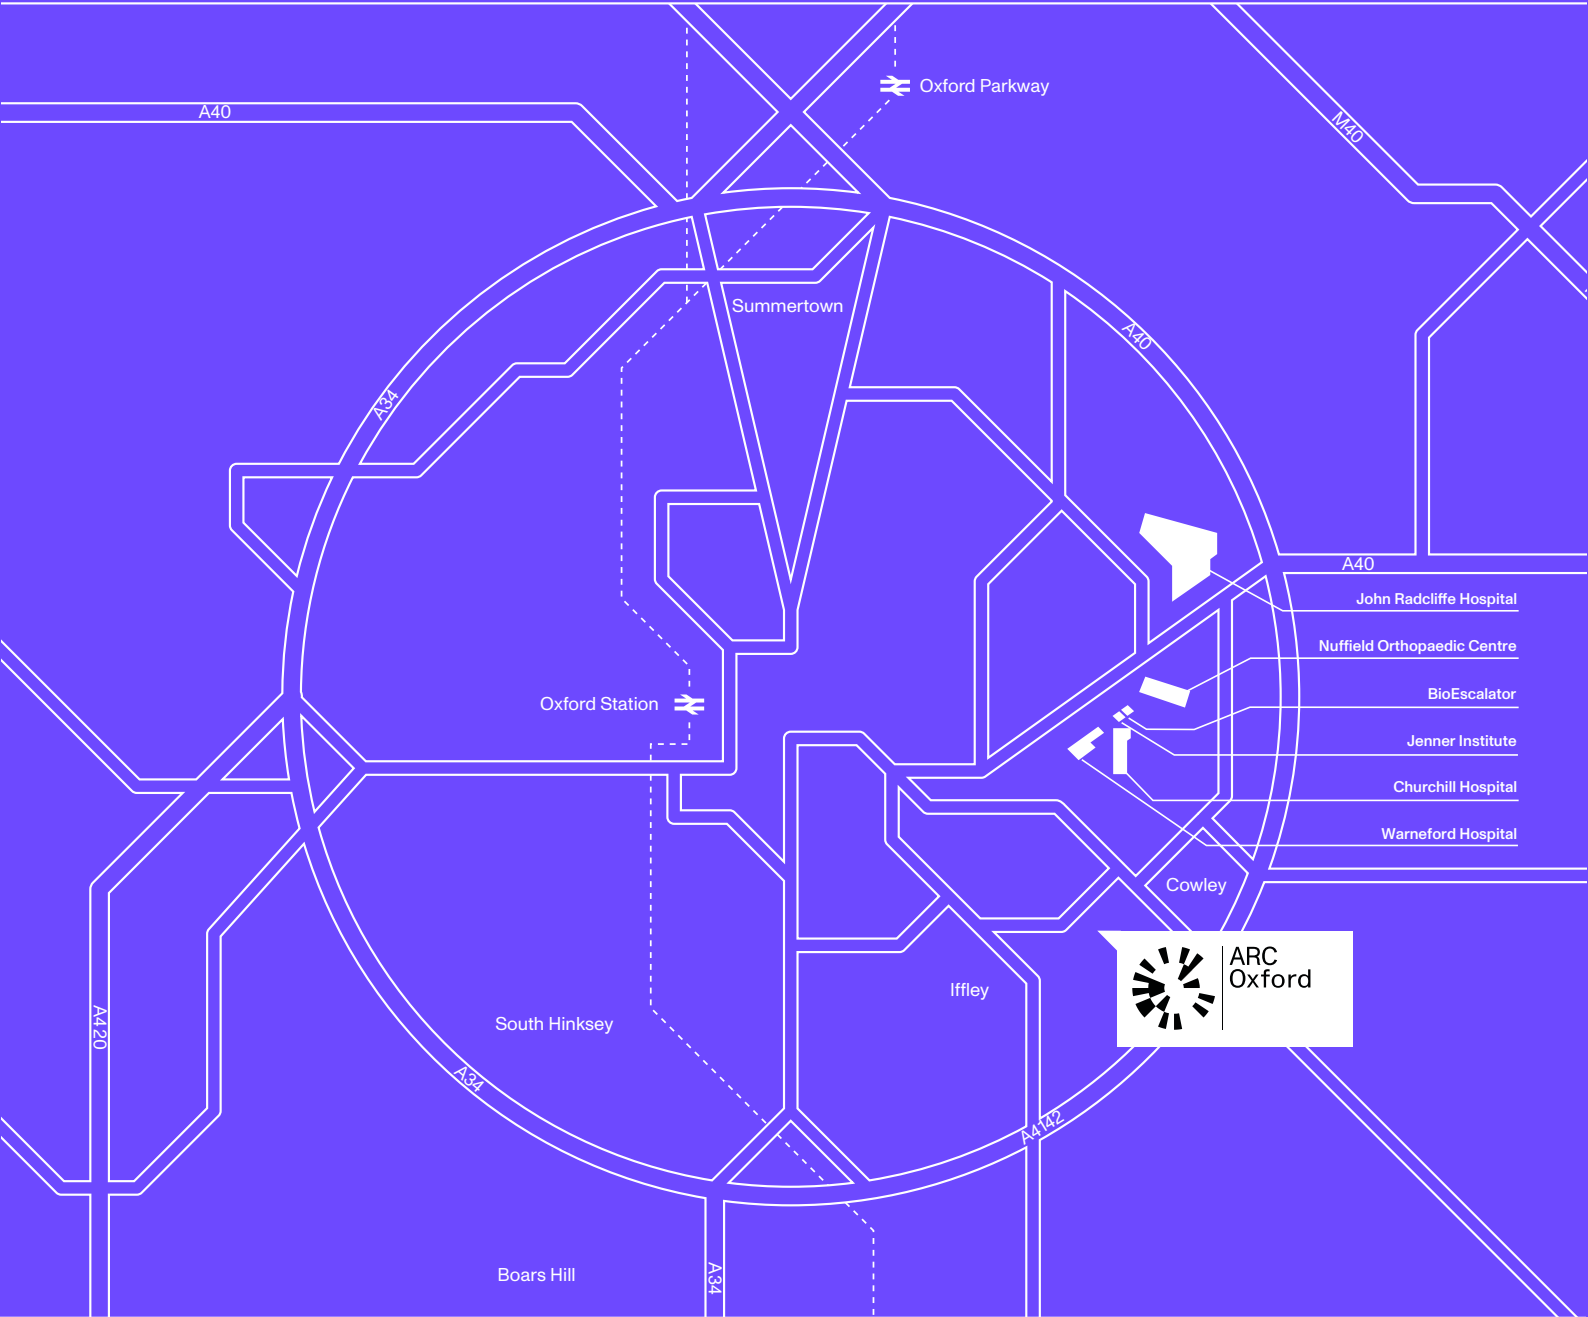 Oxford Parkway
A40
M40
Summertown
A40
A34
A40
John Radcliffe Hospital
Nuffield Orthopaedic Centre
BioEscalator
Oxford Station
Jenner Institute
Churchill Hospital
Warneford Hospital
Cowley
ARC
Oxford
Iffley
South Hinksey
A420
A34
A4142
Boars Hill
A34